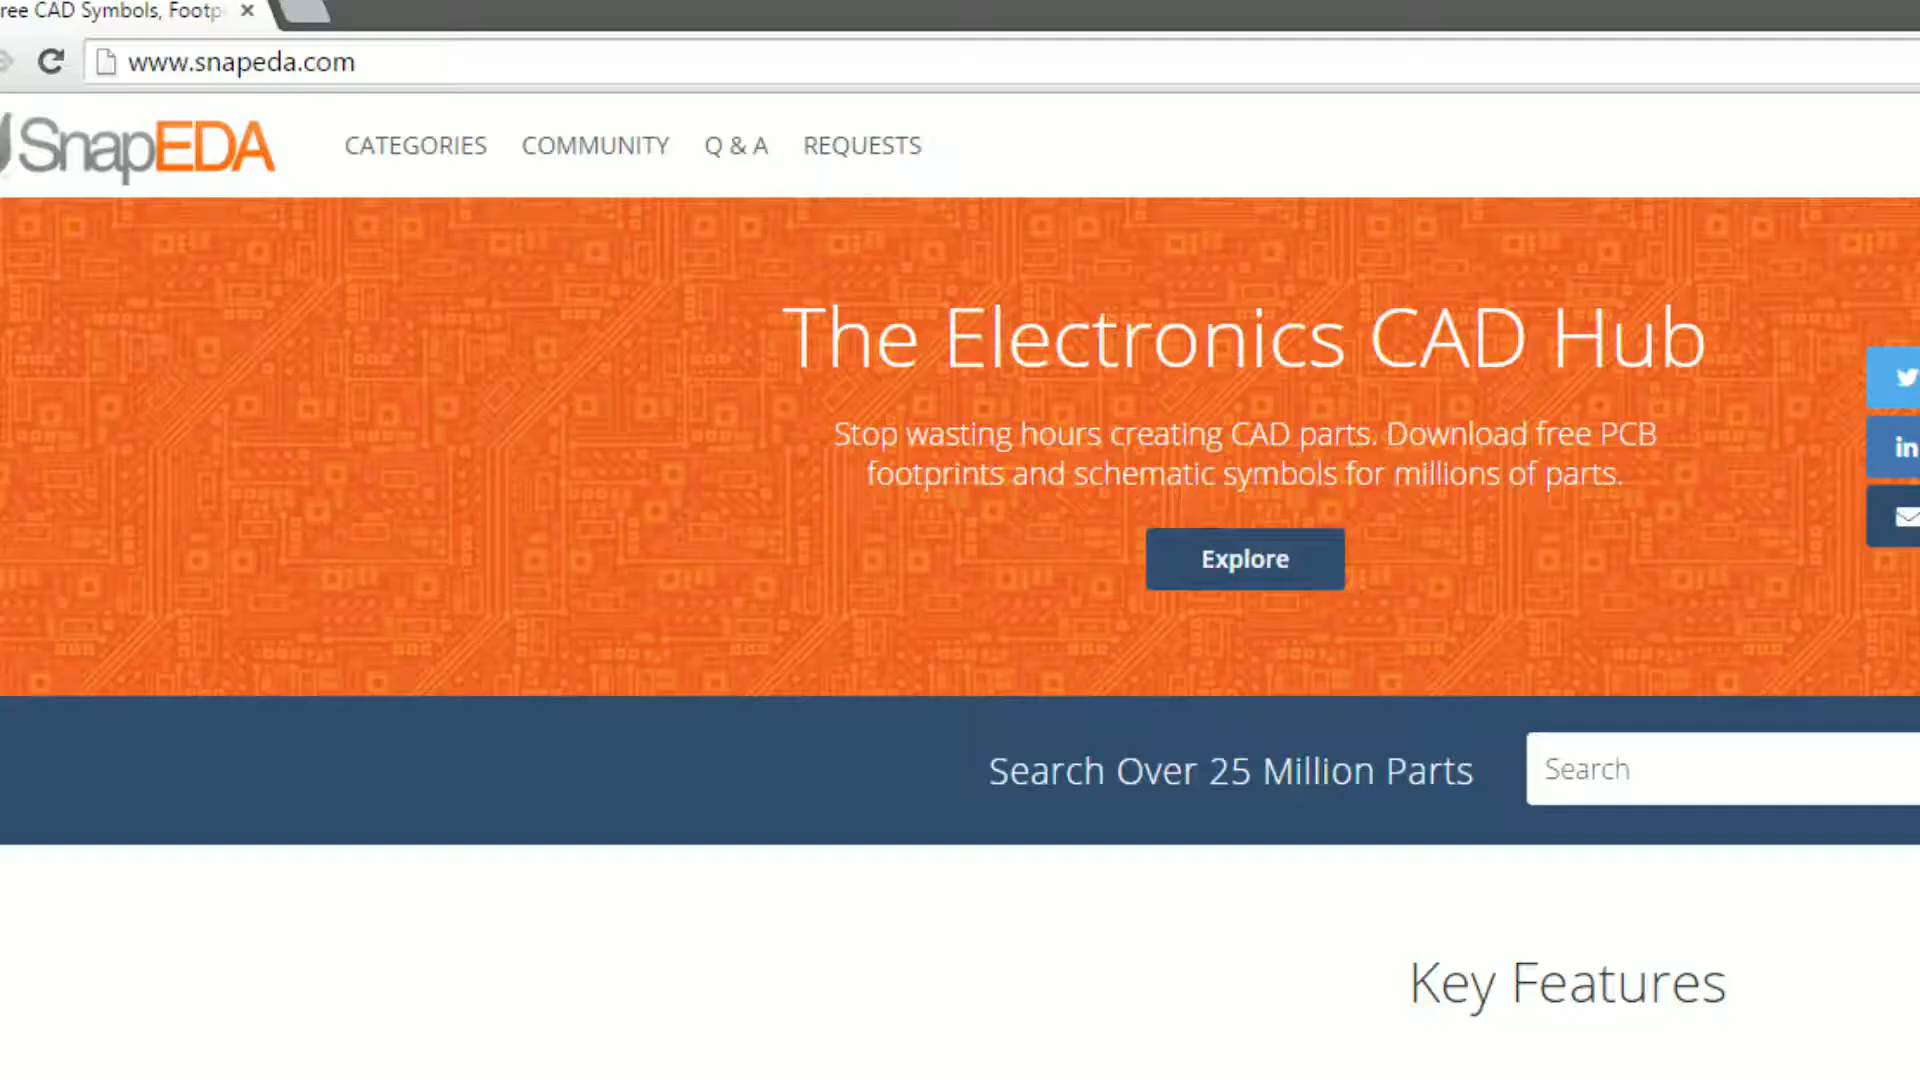 ree CAD Symbols, Footp
www.snapeda.com
SnapEDA
CATEGORIES COMMUNITY Q & A REQUESTS
The Electronics CAD Hub
Stop wasting hours creating CAD parts. Download free PCB
footprints and schematic symbols for millions of parts.
in
Explore
Search Over 25 Million Parts
Search
Key Features